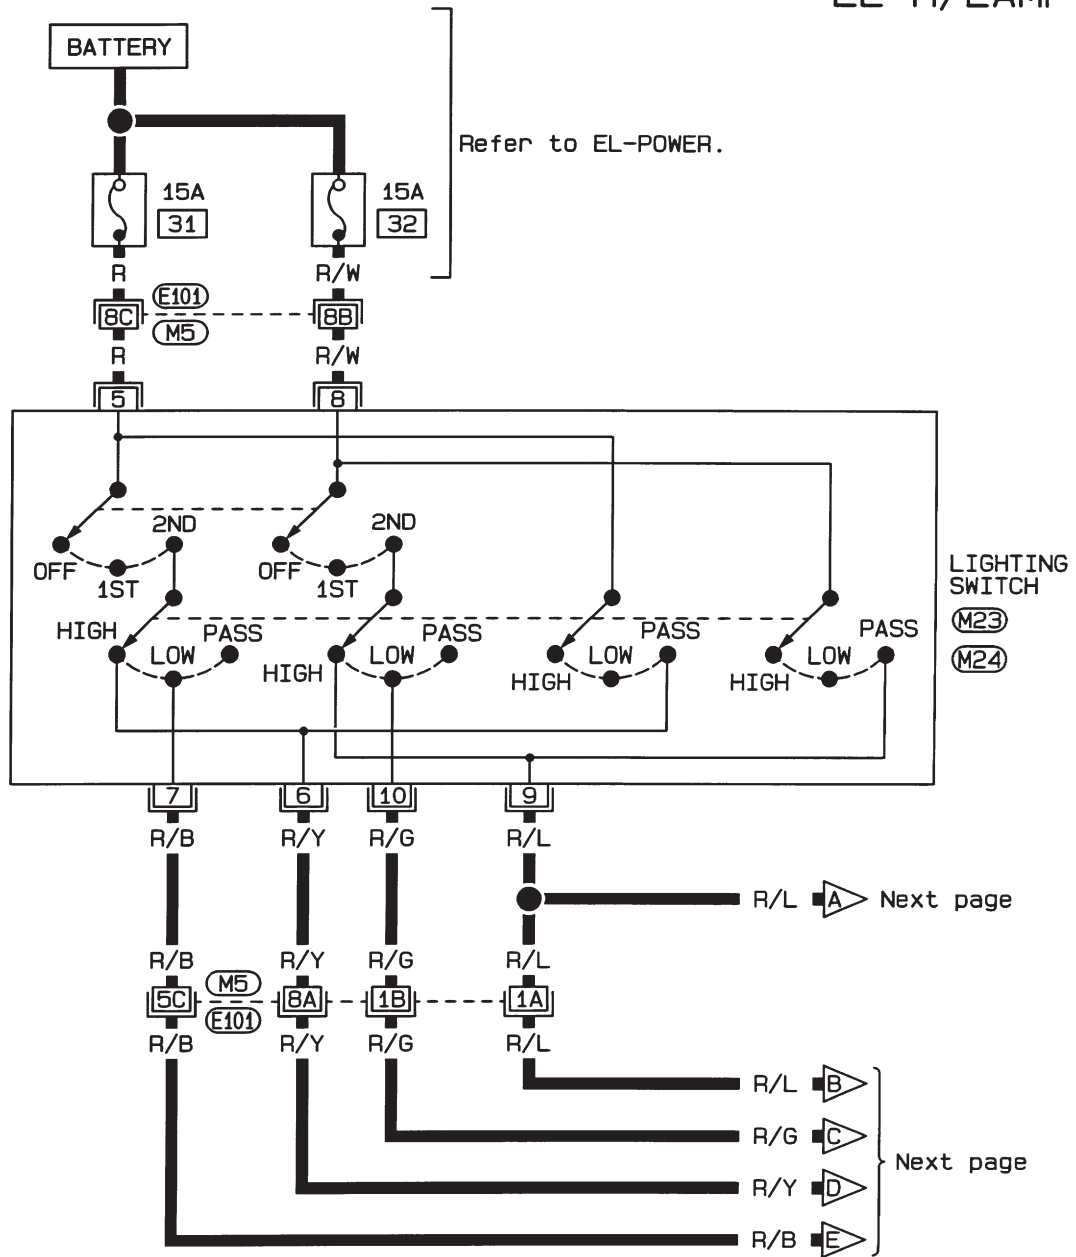 BATTERY
Refer to EL-POWER.
15A
31
15A
32
R
R/W
E101
8C
8B
M5
R
R/W
5
8
2ND
2ND
OFF
1ST
OFF
1ST
LIGHTING
SWITCH
M23
M24
HIGH
LOW
PASS
HIGH
LOW
PASS
HIGH
LOW
PASS
HIGH
LOW
PASS
7
6
10
9
R/B
R/Y
R/G
R/L
R/L
A
Next page
R/B
R/Y
R/G
R/L
M5
5C
8A
1B
1A
E101
R/B
R/Y
R/G
R/L
R/L
B
R/G
C
Next page
R/Y
D
R/B
E